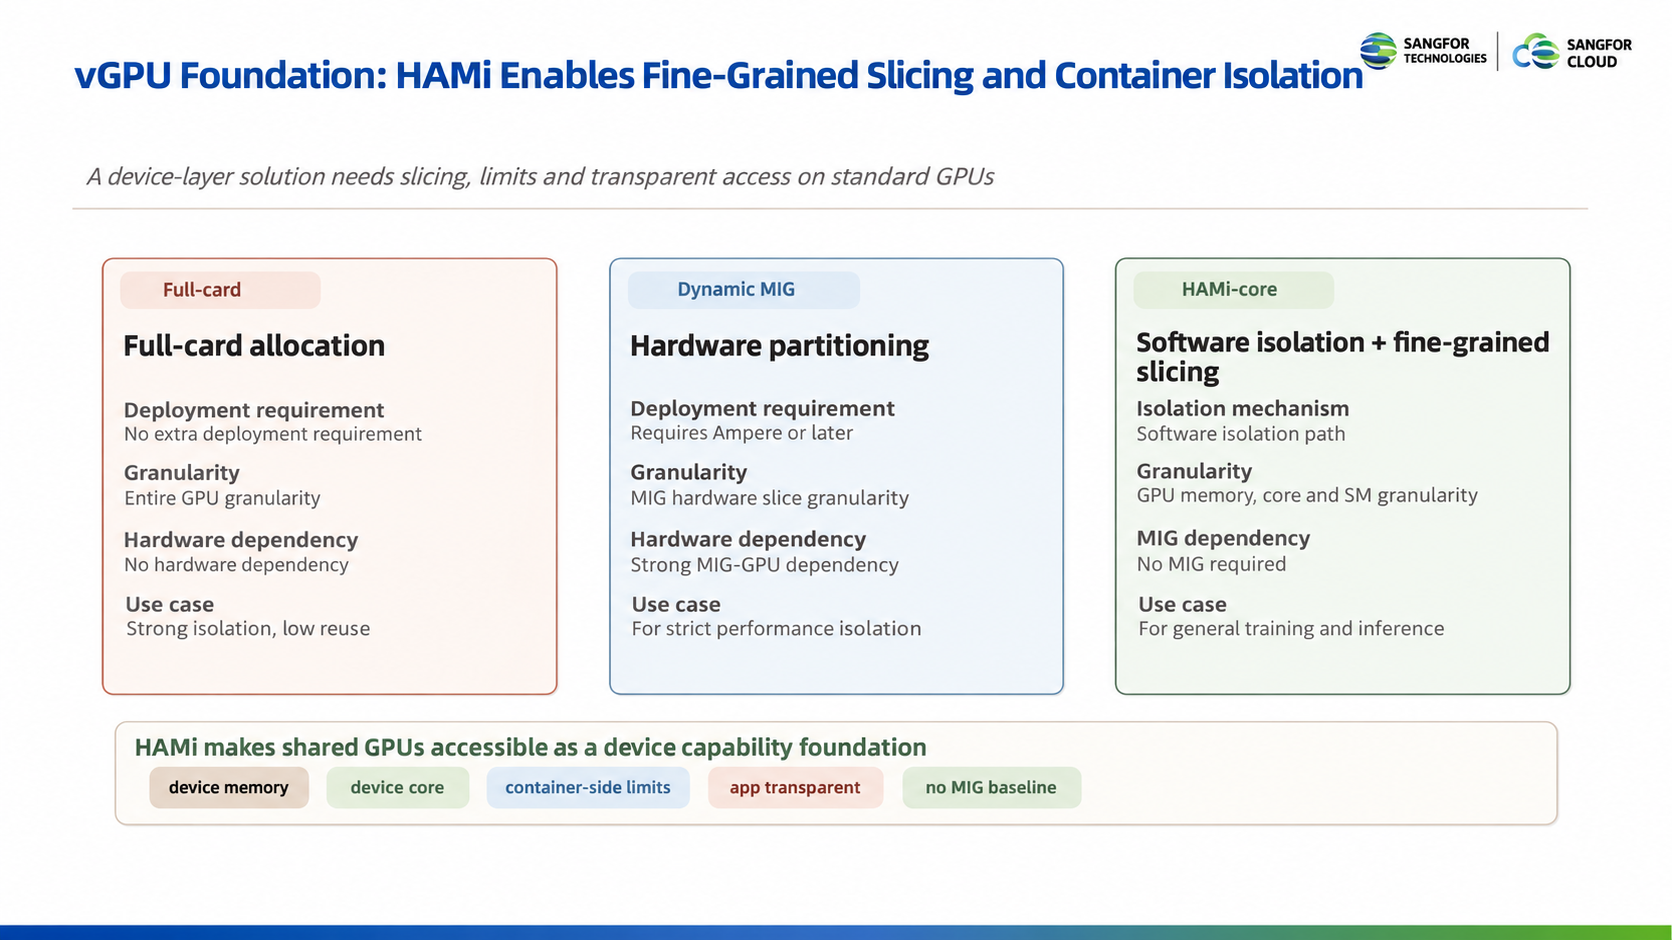 vGPU Foundation: HAMi Enables Fine-Grained Slicing and Container Isolation
SANGFOR
TECHNOLOGIES
SANGFOR
CLOUD
A device-layer solution needs slicing, limits and transparent access on standard GPUs
Full-card
Full-card allocation
Deployment requirement
No extra deployment requirement
Granularity
Entire GPU granularity
Hardware dependency
No hardware dependency
Use case
Strong isolation, low reuse
Dynamic MIG
Hardware partitioning
Deployment requirement
Requires Ampere or later
Granularity
MIG hardware slice granularity
Hardware dependency
Strong MIG-GPU dependency
Use case
For strict performance isolation
HAMi-core
Software isolation + fine-grained
slicing
Isolation mechanism
Software isolation path
Granularity
GPU memory, core and SM granularity
MIG dependency
No MIG required
Use case
For general training and inference
HAMi makes shared GPUs accessible as a device capability foundation
device memory
device core
container-side limits
app transparent
no MIG baseline